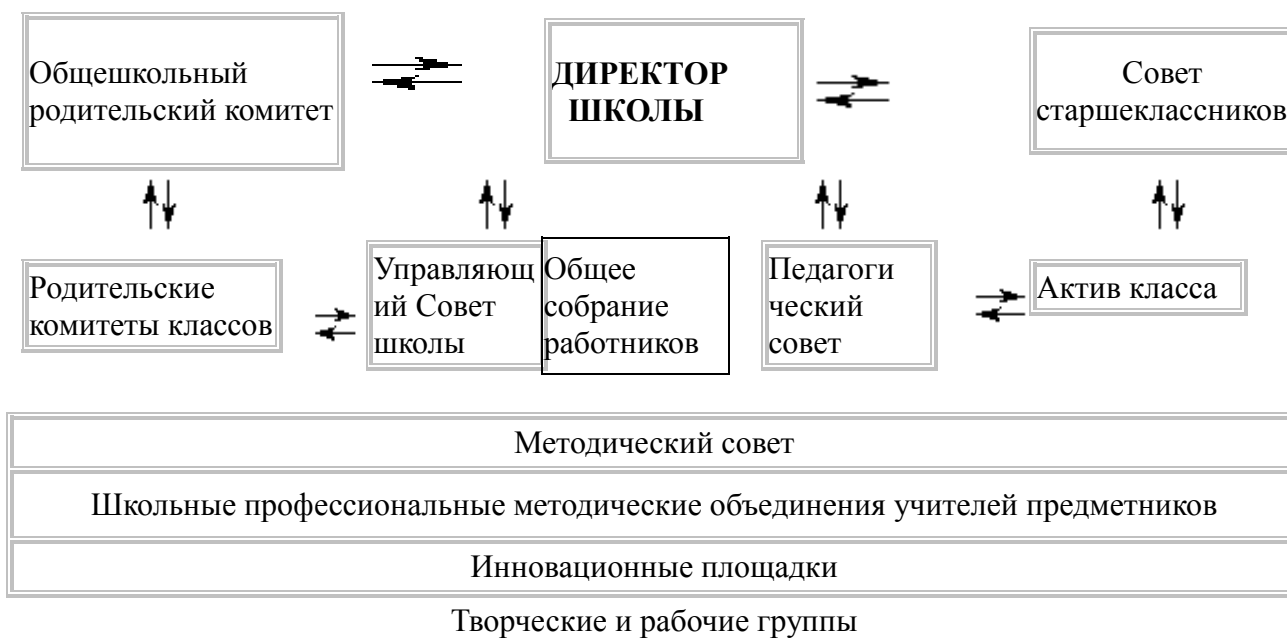 Общешкольный
родительский комитет
ДИРЕКТОР
ШКОЛЫ
Совет
старшеклассников
Родительские
комитеты классов
Управляющ
ий Совет
школы
Общее
собрание
работников
Педагоги
ческий
совет
Актив класса
Методический совет
Школьные профессиональные методические объединения учителей предметников
Инновационные площадки
Творческие и рабочие группы